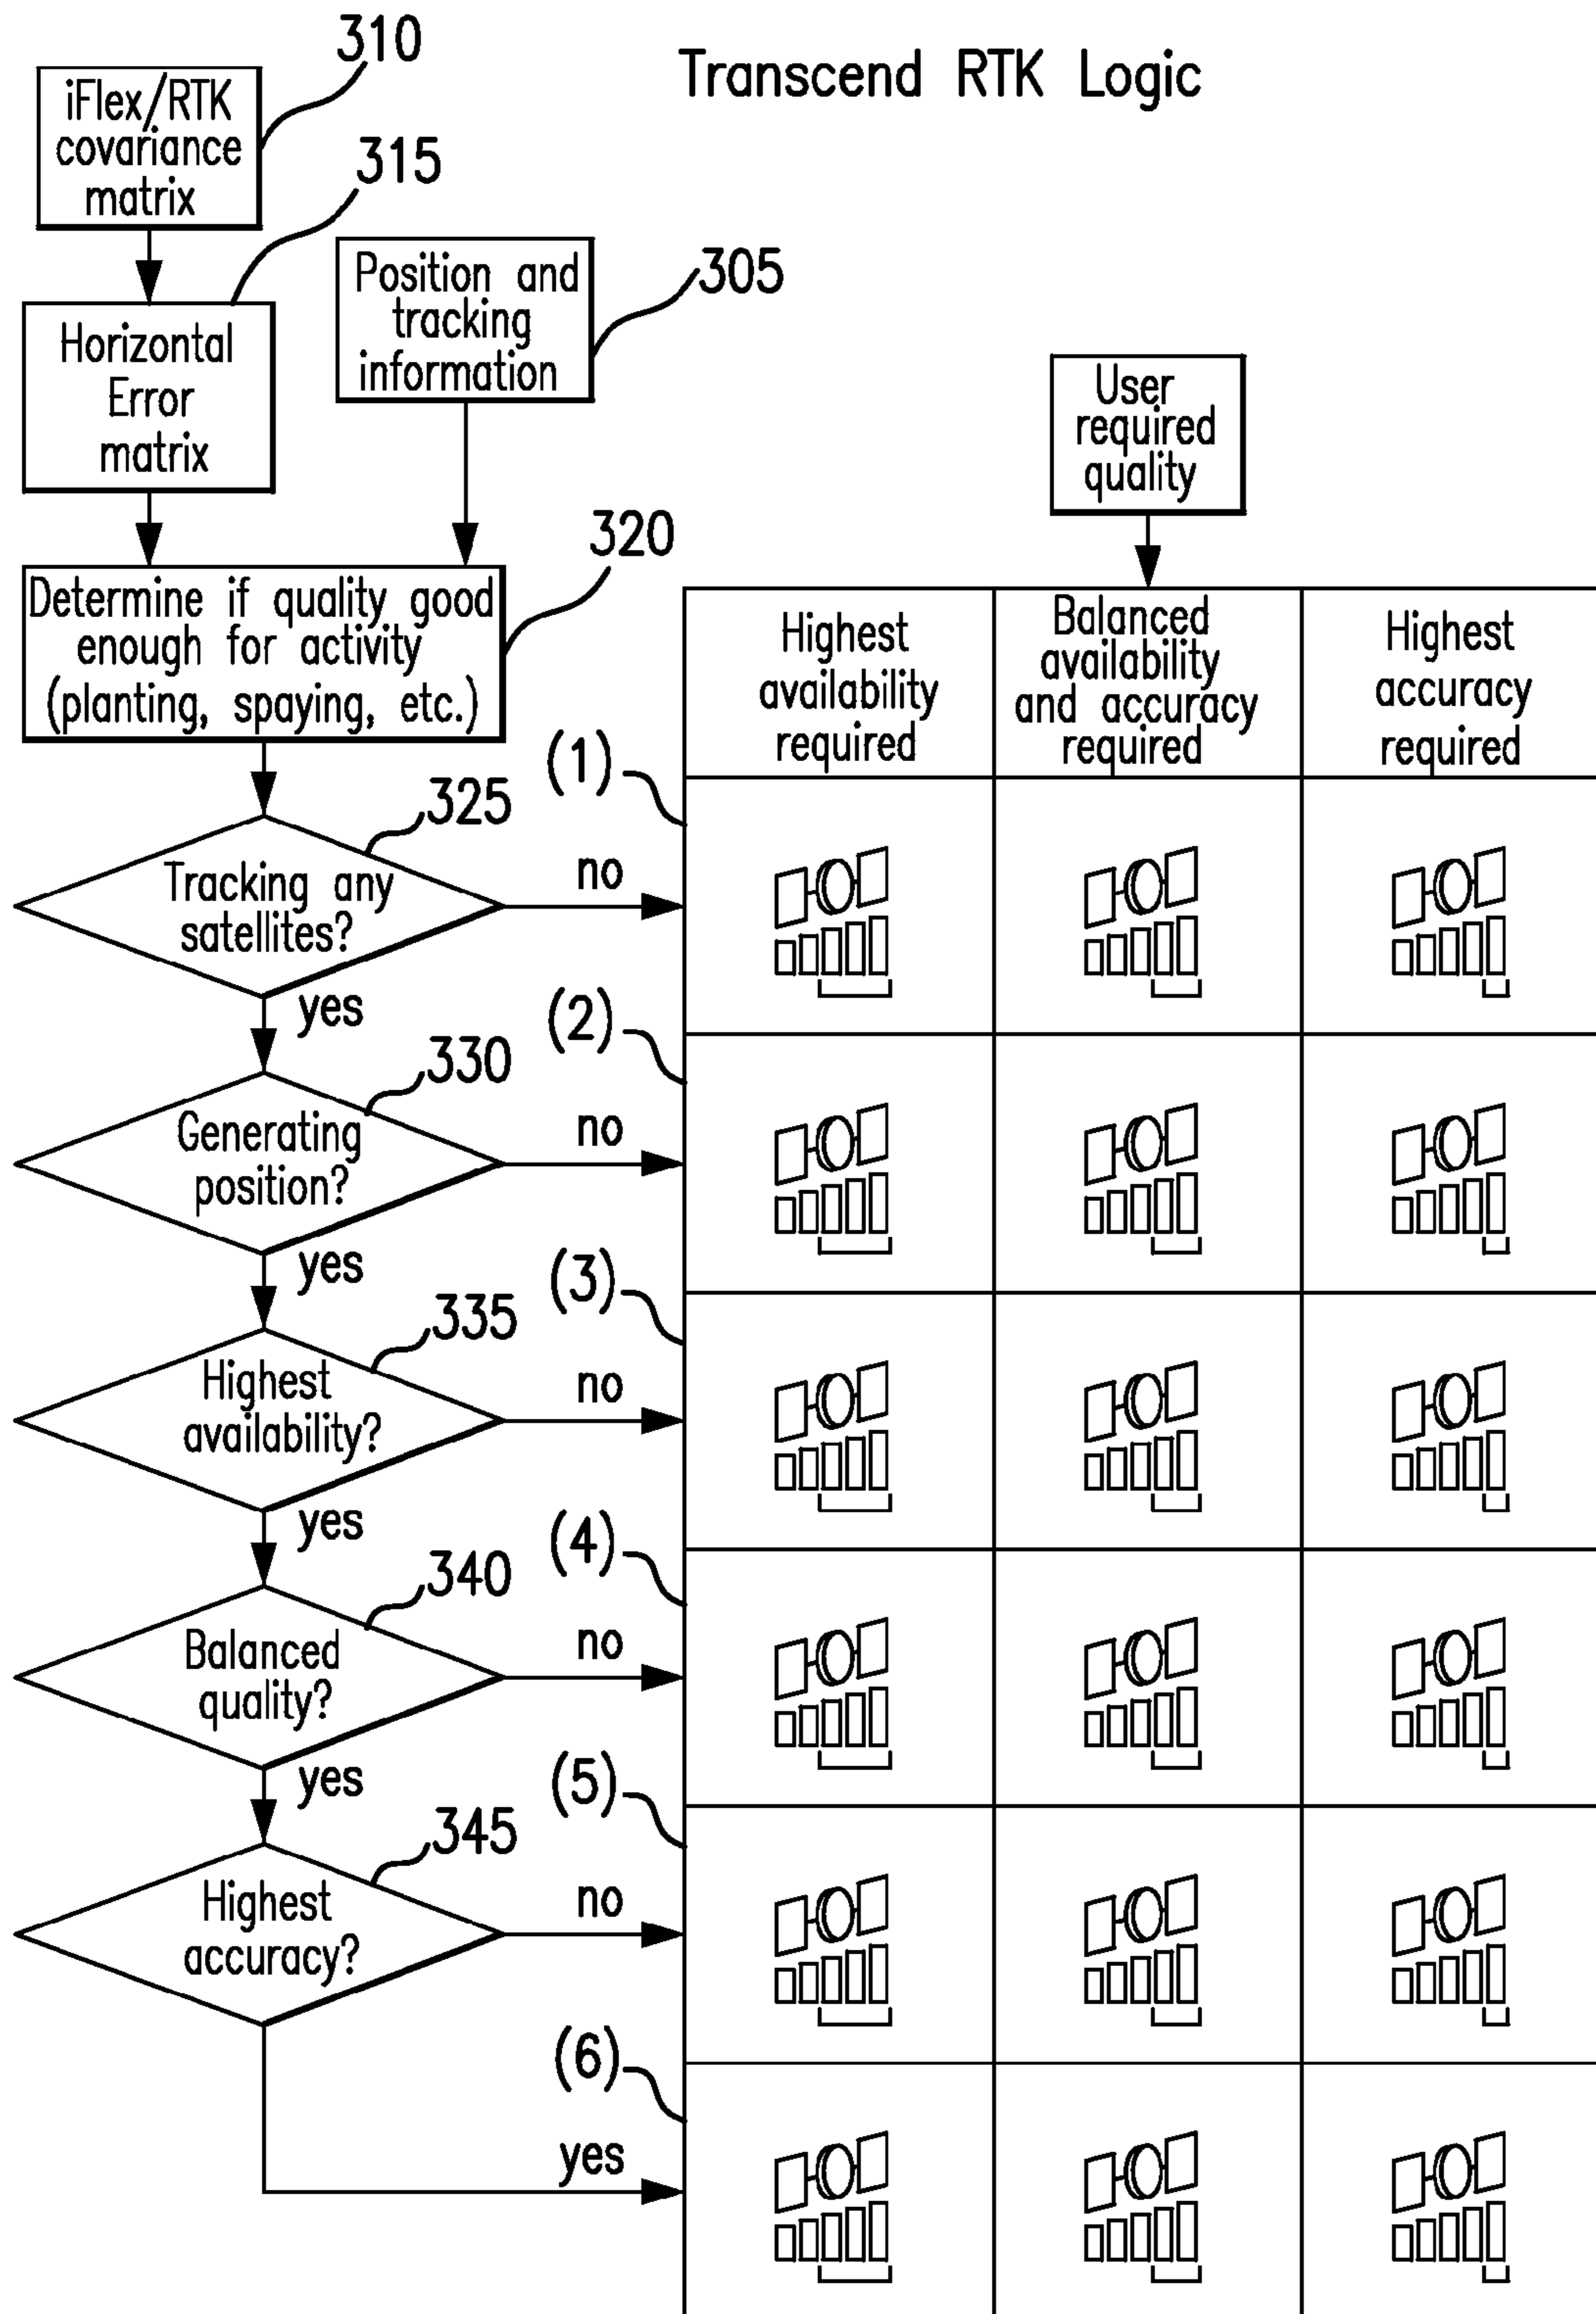 310
Transcend RTK Logic
iFlex/RTK
covariance
matrix
315
Position and
tracking
information
305
Horizontal
Error
matrix
User
required
quality
320
Determine if quality good
enough for activity
(planting, spaying, etc.)
Highest
availability
required
Balanced
availability
and accuracy
required
Highest
accuracy
required
(1)
325
Tracking any
satellites?
no
yes
(2)
330
Generating
position?
no
yes
(3)
335
Highest
availability?
no
yes
(4)
340
Balanced
quality?
no
yes
(5)
345
Highest
accuracy?
no
(6)
yes